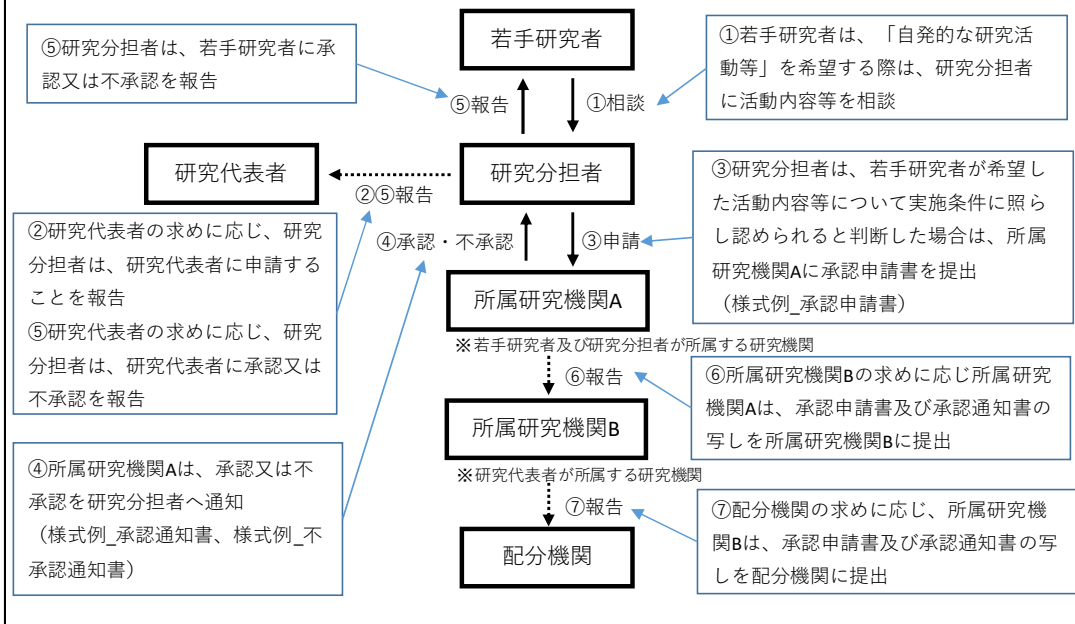 ⑤研究分担者は、若手研究者に承
認又は不承認を報告
若手研究者
①若手研究者は、「自発的な研究活
動等」を希望する際は、研究分担者
に活動内容等を相談
⑤報告
①相談
研究代表者
研究分担者
②⑤報告
③研究分担者は、若手研究者が希望し
た活動内容等について実施条件に照ら
し認められると判断した場合は、所属
研究機関Aに承認申請書を提出
（様式例_承認申請書）
②研究代表者の求めに応じ、研究
分担者は、研究代表者に申請する
ことを報告
⑤研究代表者の求めに応じ、研究
分担者は、研究代表者に承認又は
不承認を報告
④承認・不承認
③申請
所属研究機関A
※若手研究者及び研究分担者が所属する研究機関
⑥報告
⑥所属研究機関Bの求めに応じ所属研究
機関Aは、承認申請書及び承認通知書の
写しを所属研究機関Bに提出
所属研究機関B
※研究代表者が所属する研究機関
④所属研究機関Aは、承認又は不
承認を研究分担者へ通知
（様式例_承認通知書、様式例_不
承認通知書）
⑦報告
⑦配分機関の求めに応じ、所属研究機
関Bは、承認申請書及び承認通知書の写
しを配分機関に提出
配分機関